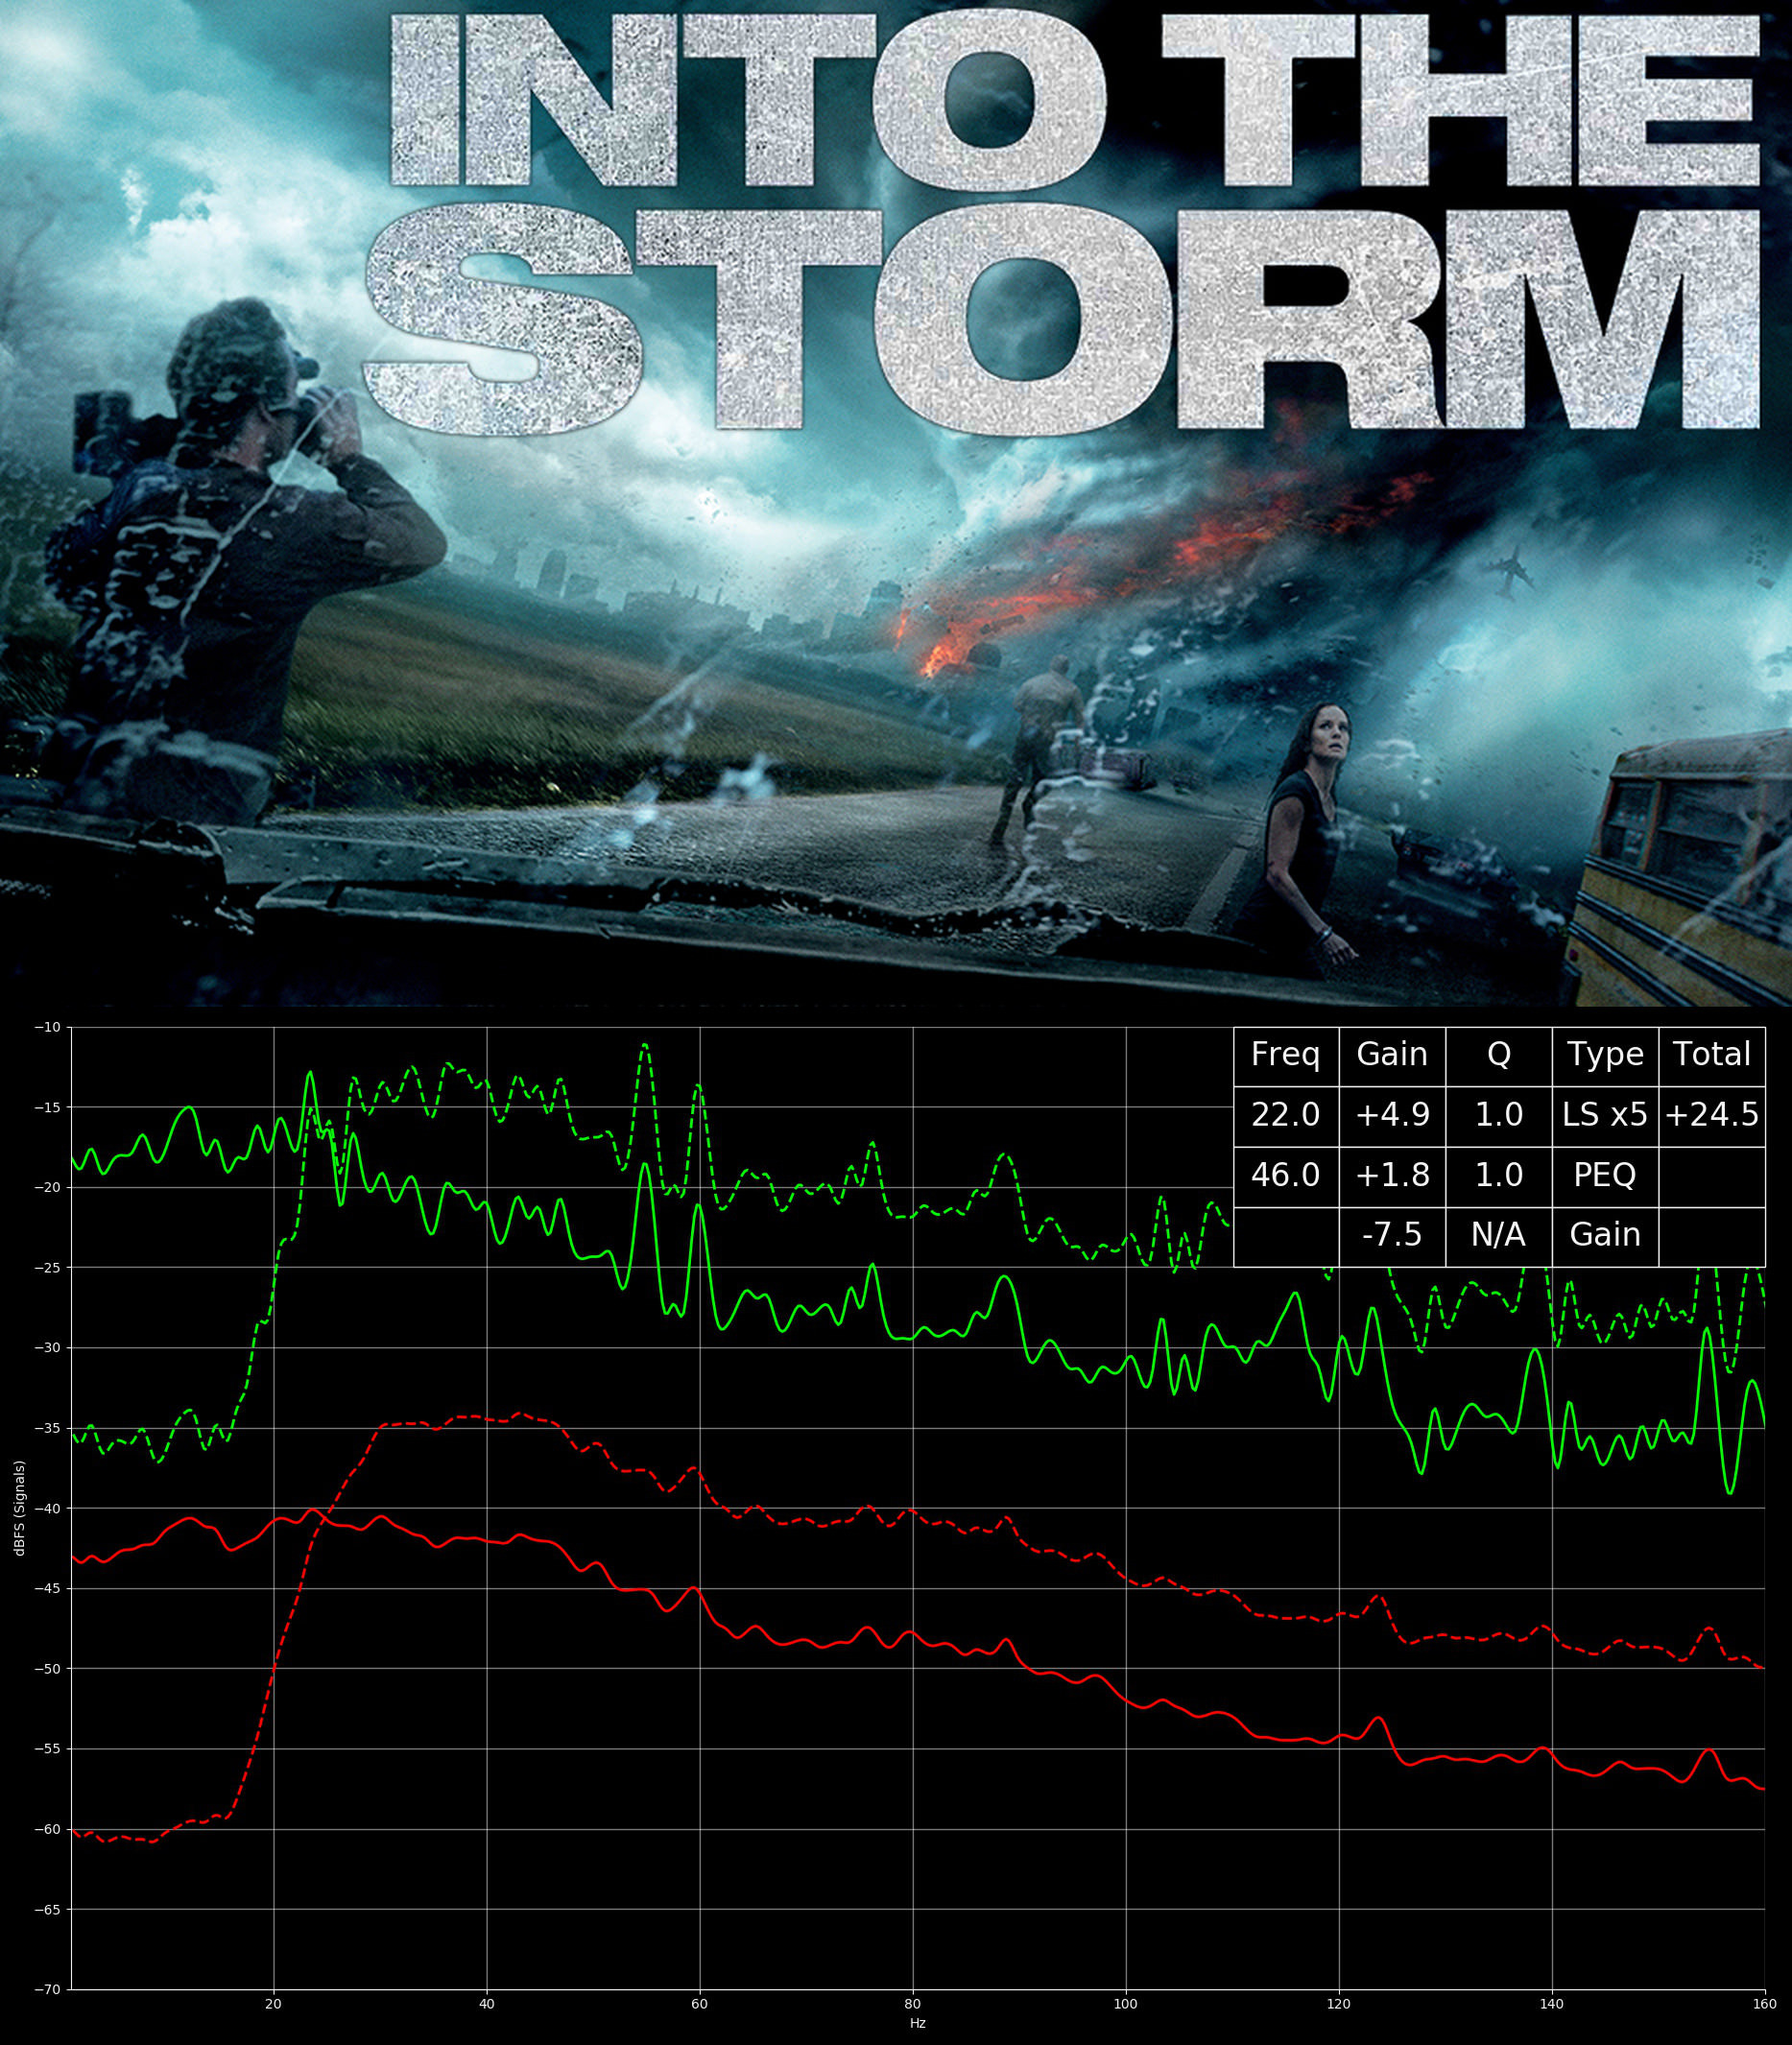 INTO THE
STORM
Freq Gain Q Type Total
22.0 +4.9 1.0 LS x5 +24.5
46.0 +1.8 1.0 PEQ
-7.5 N/A Gain
−10
−15
−20
−25
−30
−35
−40
−45
−50
−55
−60
−65
−70
dBFS (Signals)
20 40 60 80 100 120 140 160
Hz